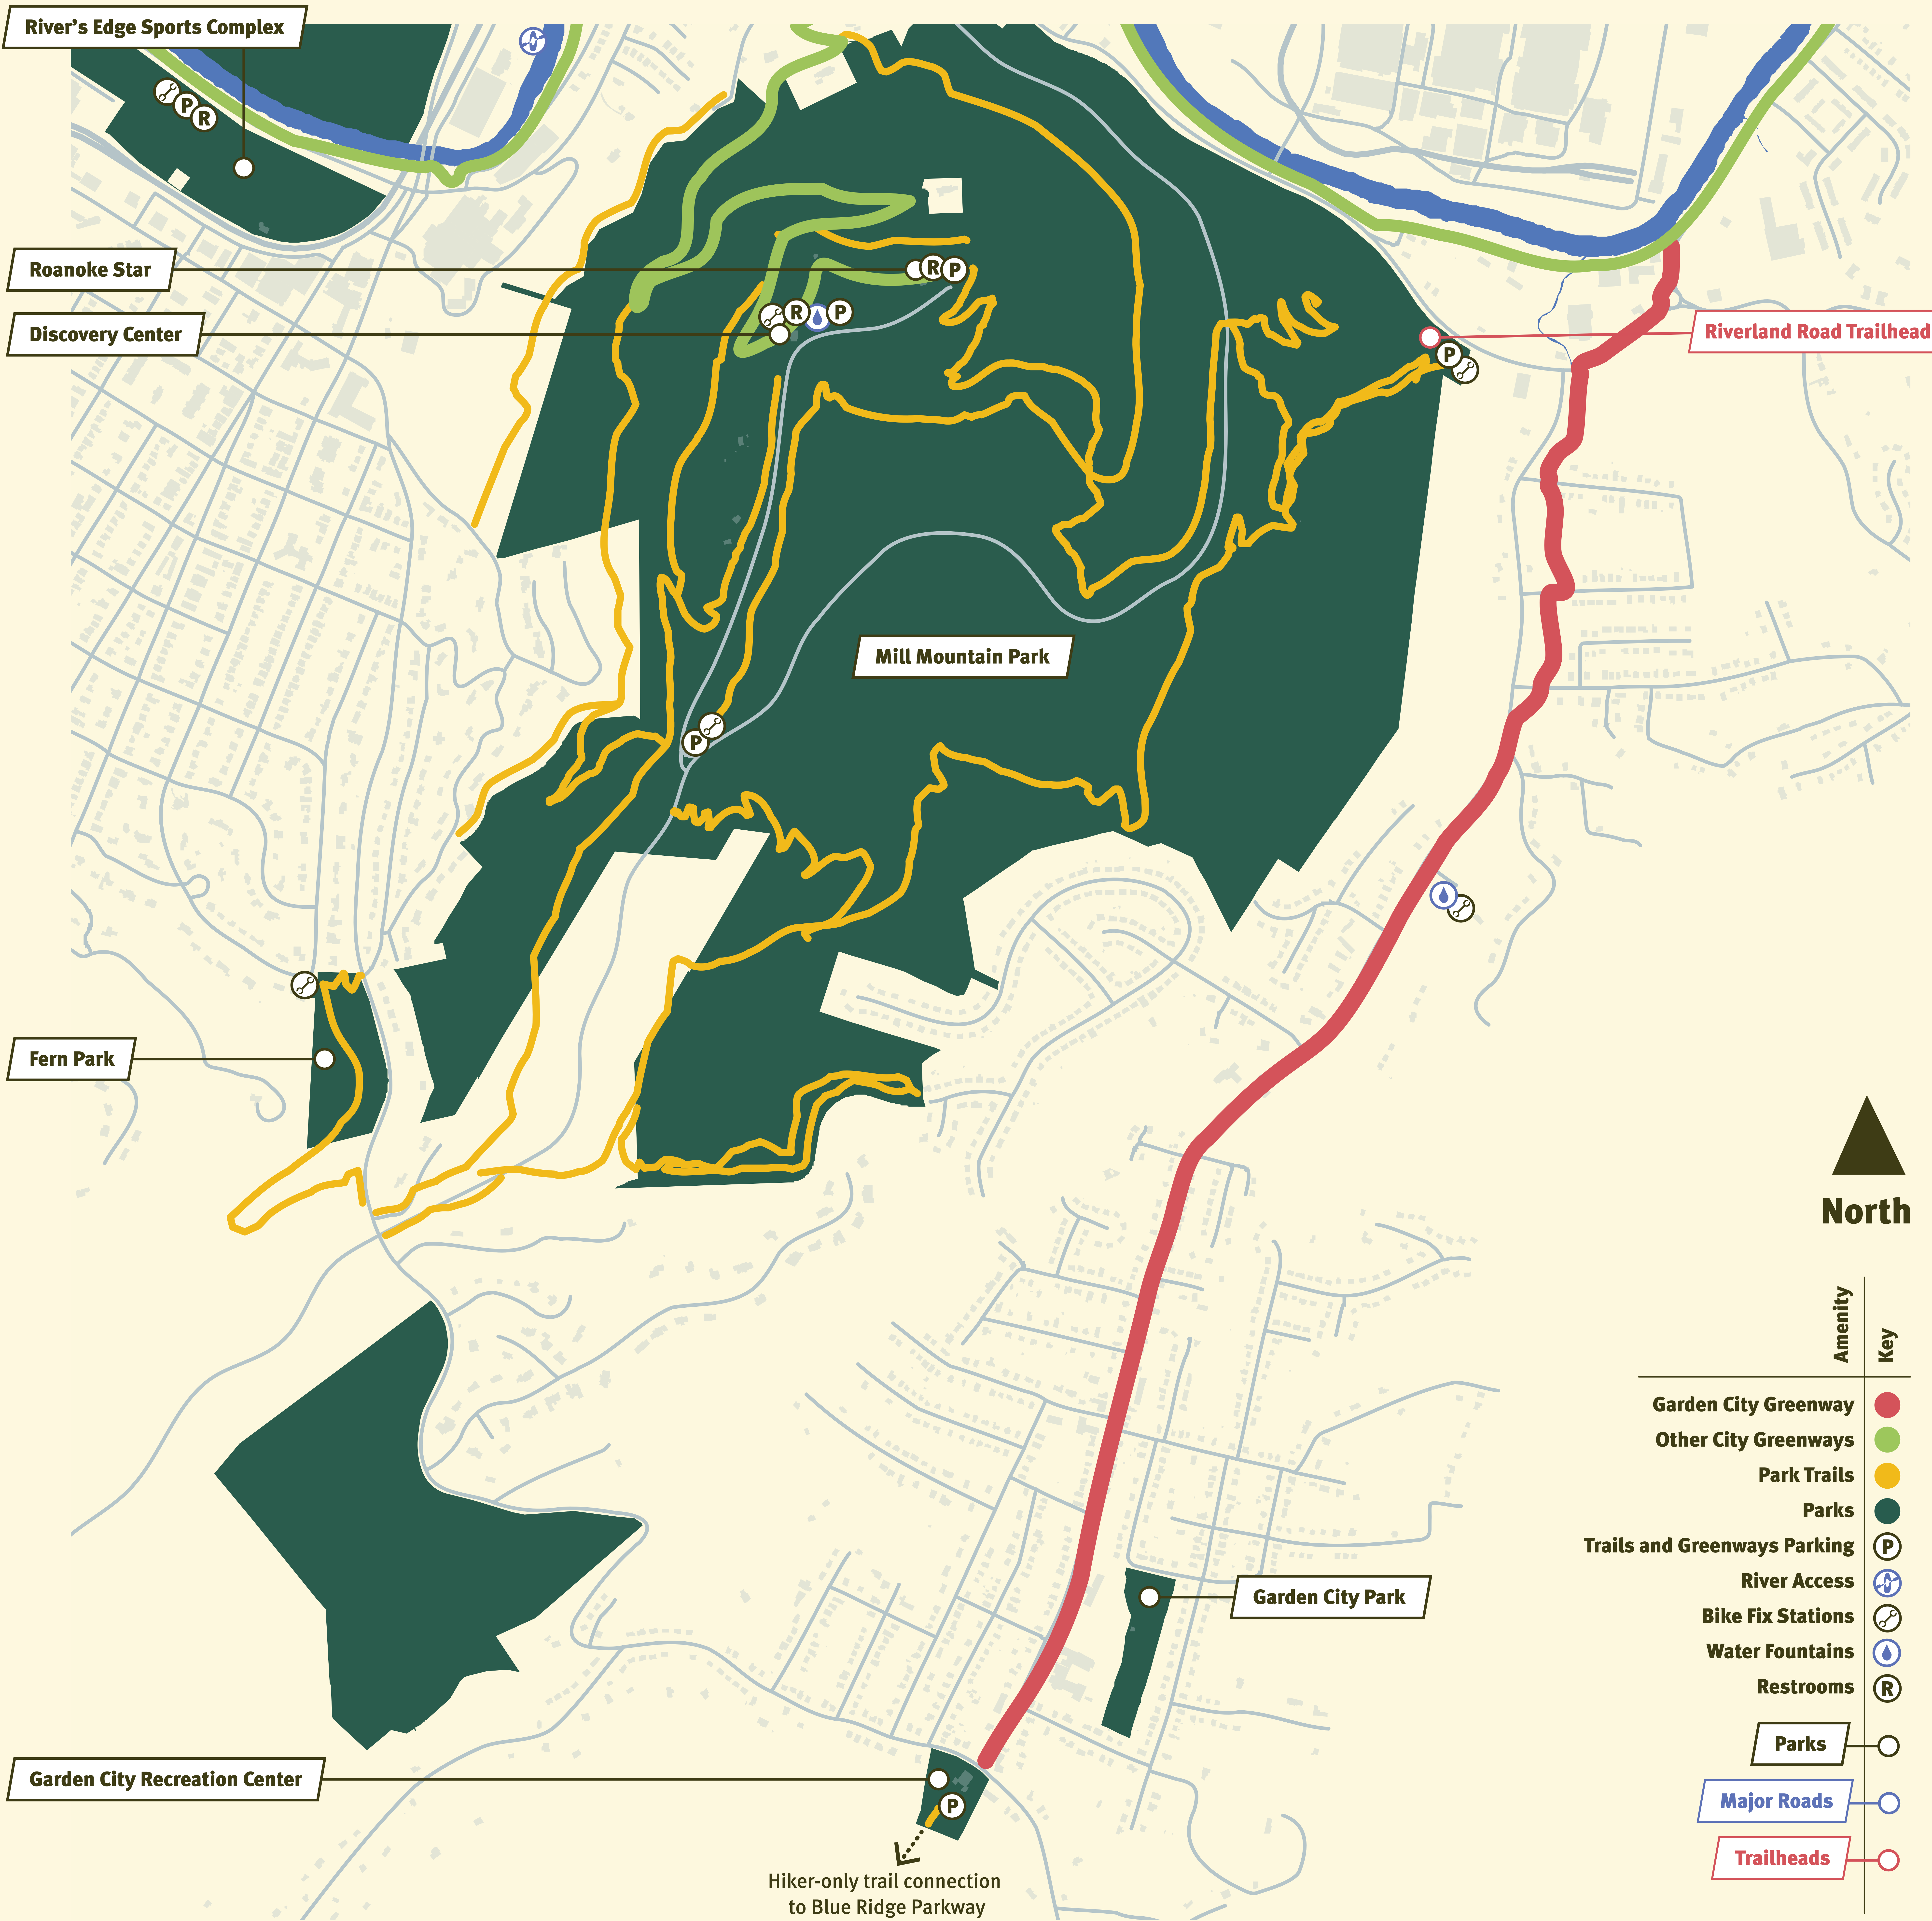 River's Edge Sports Complex
P
R
Roanoke Star
R
P
Discovery Center
R
P
Riverland Road Trailhead
P
Mill Mountain Park
P
Fern Park
North
Amenity
Key
Garden City Greenway
Other City Greenways
Park Trails
Parks
Trails and Greenways Parking
P
River Access
Bike Fix Stations
Water Fountains
Restrooms
R
Parks
Major Roads
Trailheads
Garden City Park
Garden City Recreation Center
P
Hiker-only trail connection
to Blue Ridge Parkway